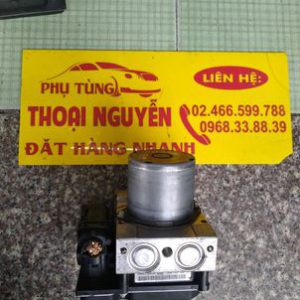 PHỤ TÙNG
THOẠI NGUYỄN
ĐẶT HÀNG NHANH
LIÊN HỆ:
02.466.599.788
0968.33.88.39